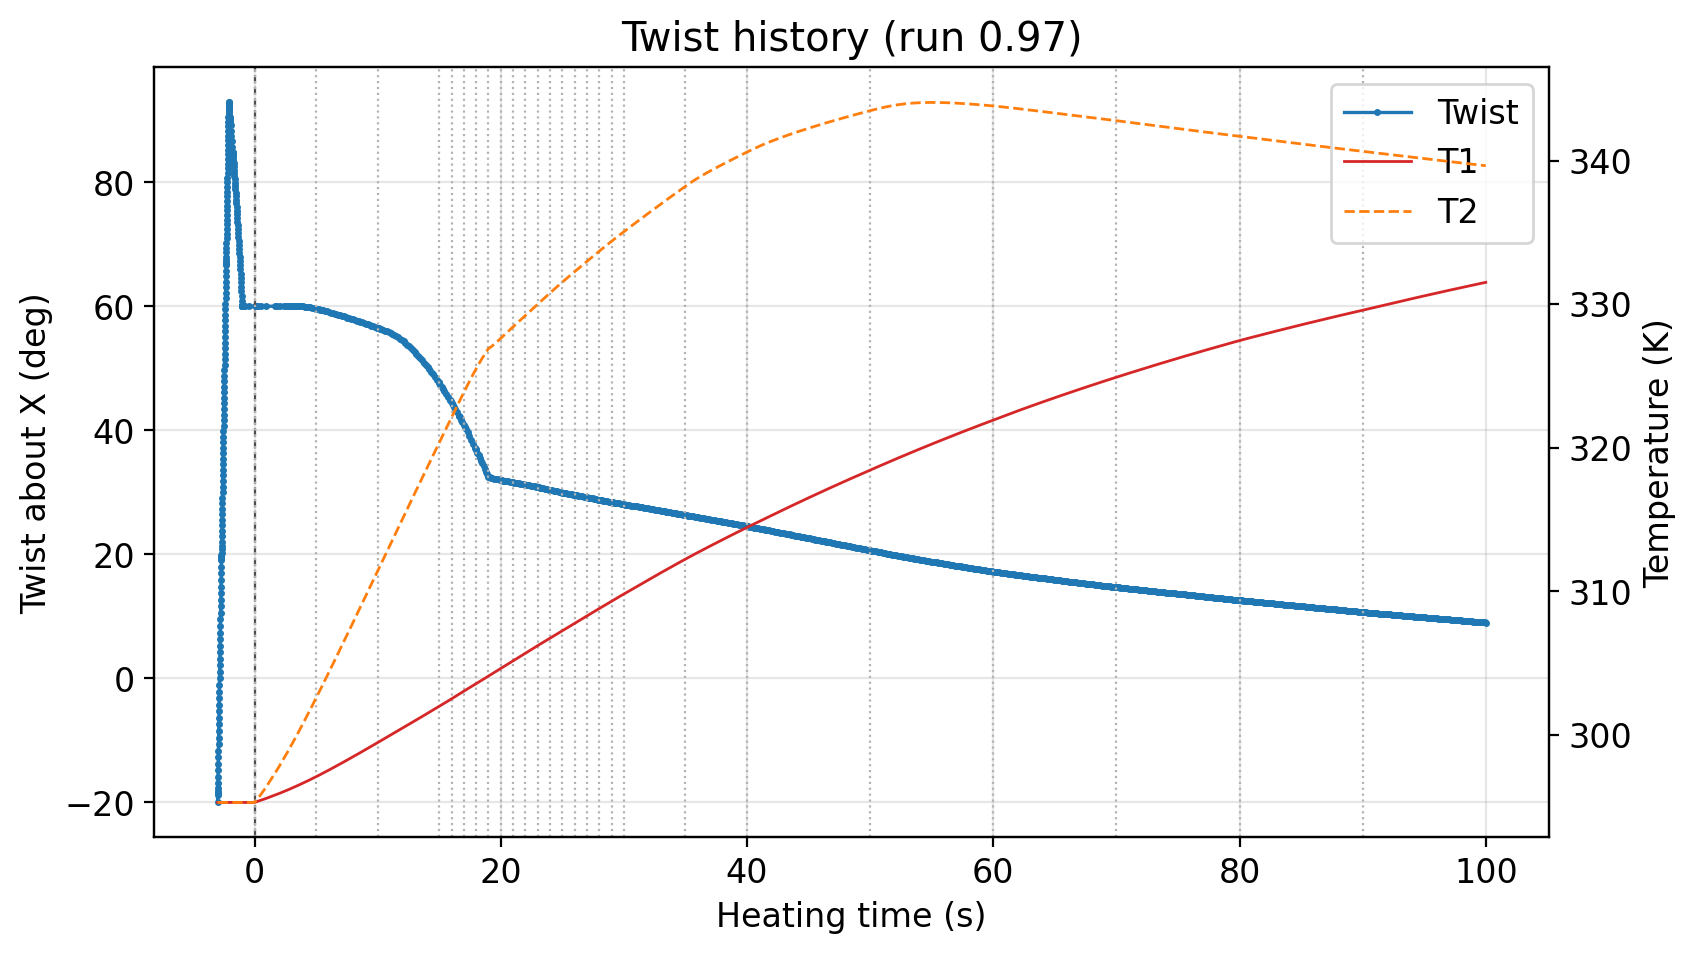 Twist history (run 0.97)
Twist
T1
T2
80
60
40
20
0
−20
Twist about X (deg)
340
330
320
310
300
Temperature (K)
0 20 40 60 80 100
Heating time (s)